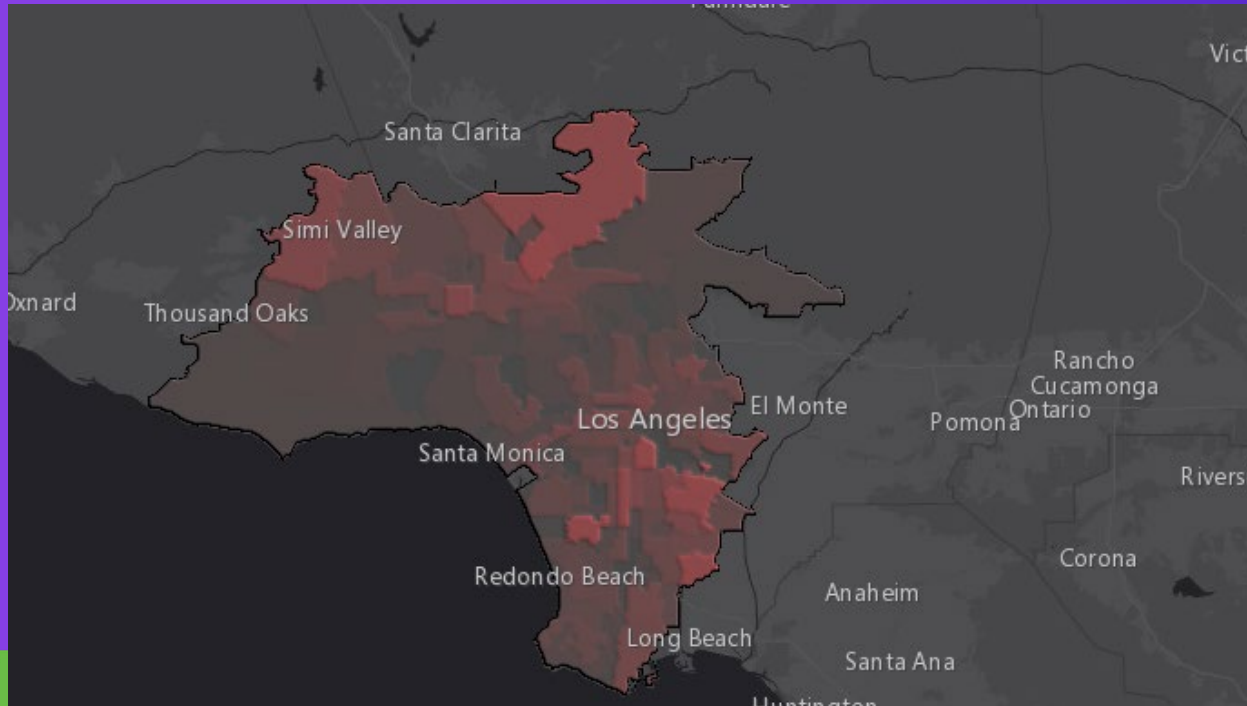 Vict
Santa Clarita
Simi Valley
Oxnard
Thousand Oaks
Rancho
Cucamonga
Ontario
El Monte
Pomona
Los Angeles
Santa Monica
Rivers
Corona
Redondo Beach
Anaheim
Long Beach
Santa Ana